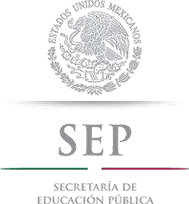 ESTADOS UNIDOS MEXICANOS
SEP
SECRETARÍA DE
EDUCACIÓN PÚBLICA